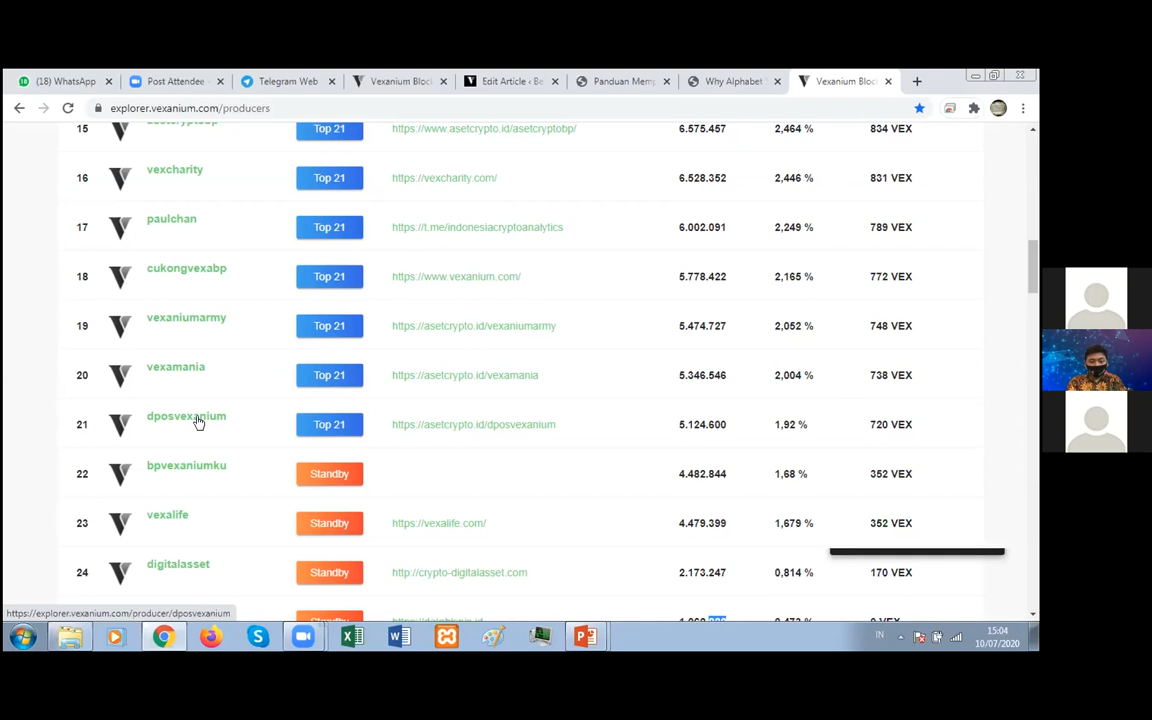 (18) WhatsApp
Post Attendee -
Telegram Web
Vexanium Bloc
Edit Article ‹ Be
Panduan Memp
Why Alphabet
Vexanium Bloc
explorer.vexanium.com/producers
15 assetcryptobp Top 21 https://www.asetcrypto.id/asetcryptobp/ 6.575.457 2,464 % 834 VEX
16 vexcharity Top 21 https://vexcharity.com/ 6.528.352 2,446 % 831 VEX
17 paulchan Top 21 https://t.me/indonesiacryptoanalytics 6.002.091 2,249 % 789 VEX
18 cukongvexabp Top 21 https://www.vexanium.com/ 5.778.422 2,165 % 772 VEX
19 vexaniumarmy Top 21 https://asetcrypto.id/vexaniumarmy 5.474.727 2,052 % 748 VEX
20 vexamania Top 21 https://asetcrypto.id/vexamania 5.346.546 2,004 % 738 VEX
21 dposvexanium Top 21 https://asetcrypto.id/dposvexanium 5.124.600 1,92 % 720 VEX
22 bpvexaniumku Standby 4.482.844 1,68 % 352 VEX
23 vexalife Standby https://vexalife.com/ 4.479.399 1,679 % 352 VEX
24 digitalasset Standby http://crypto-digitalasset.com 2.173.247 0,814 % 170 VEX
https://explorer.vexanium.com/producer/dposvexanium
IN
15:04
10/07/2020